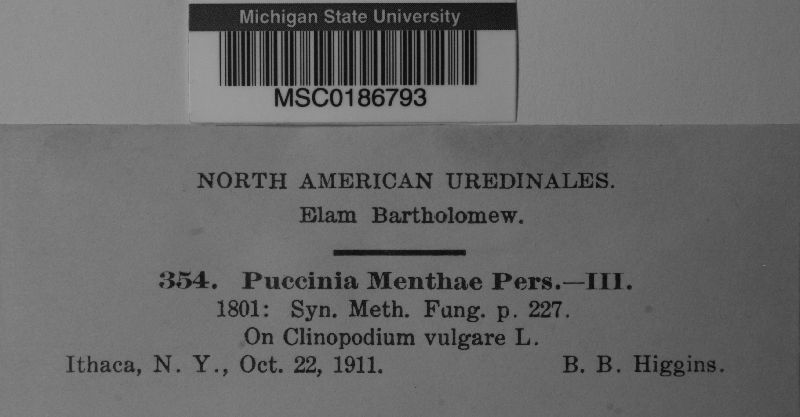 Michigan State University
MSC0186793
NORTH AMERICAN UREDINALES.
Elam Bartholomew.
354. Puccinia Menthae Pers.—III.
1801: Syn. Meth. Fung. p. 227.
On Clinopodium vulgare L.
Ithaca, N. Y., Oct. 22, 1911. B. B. Higgins.